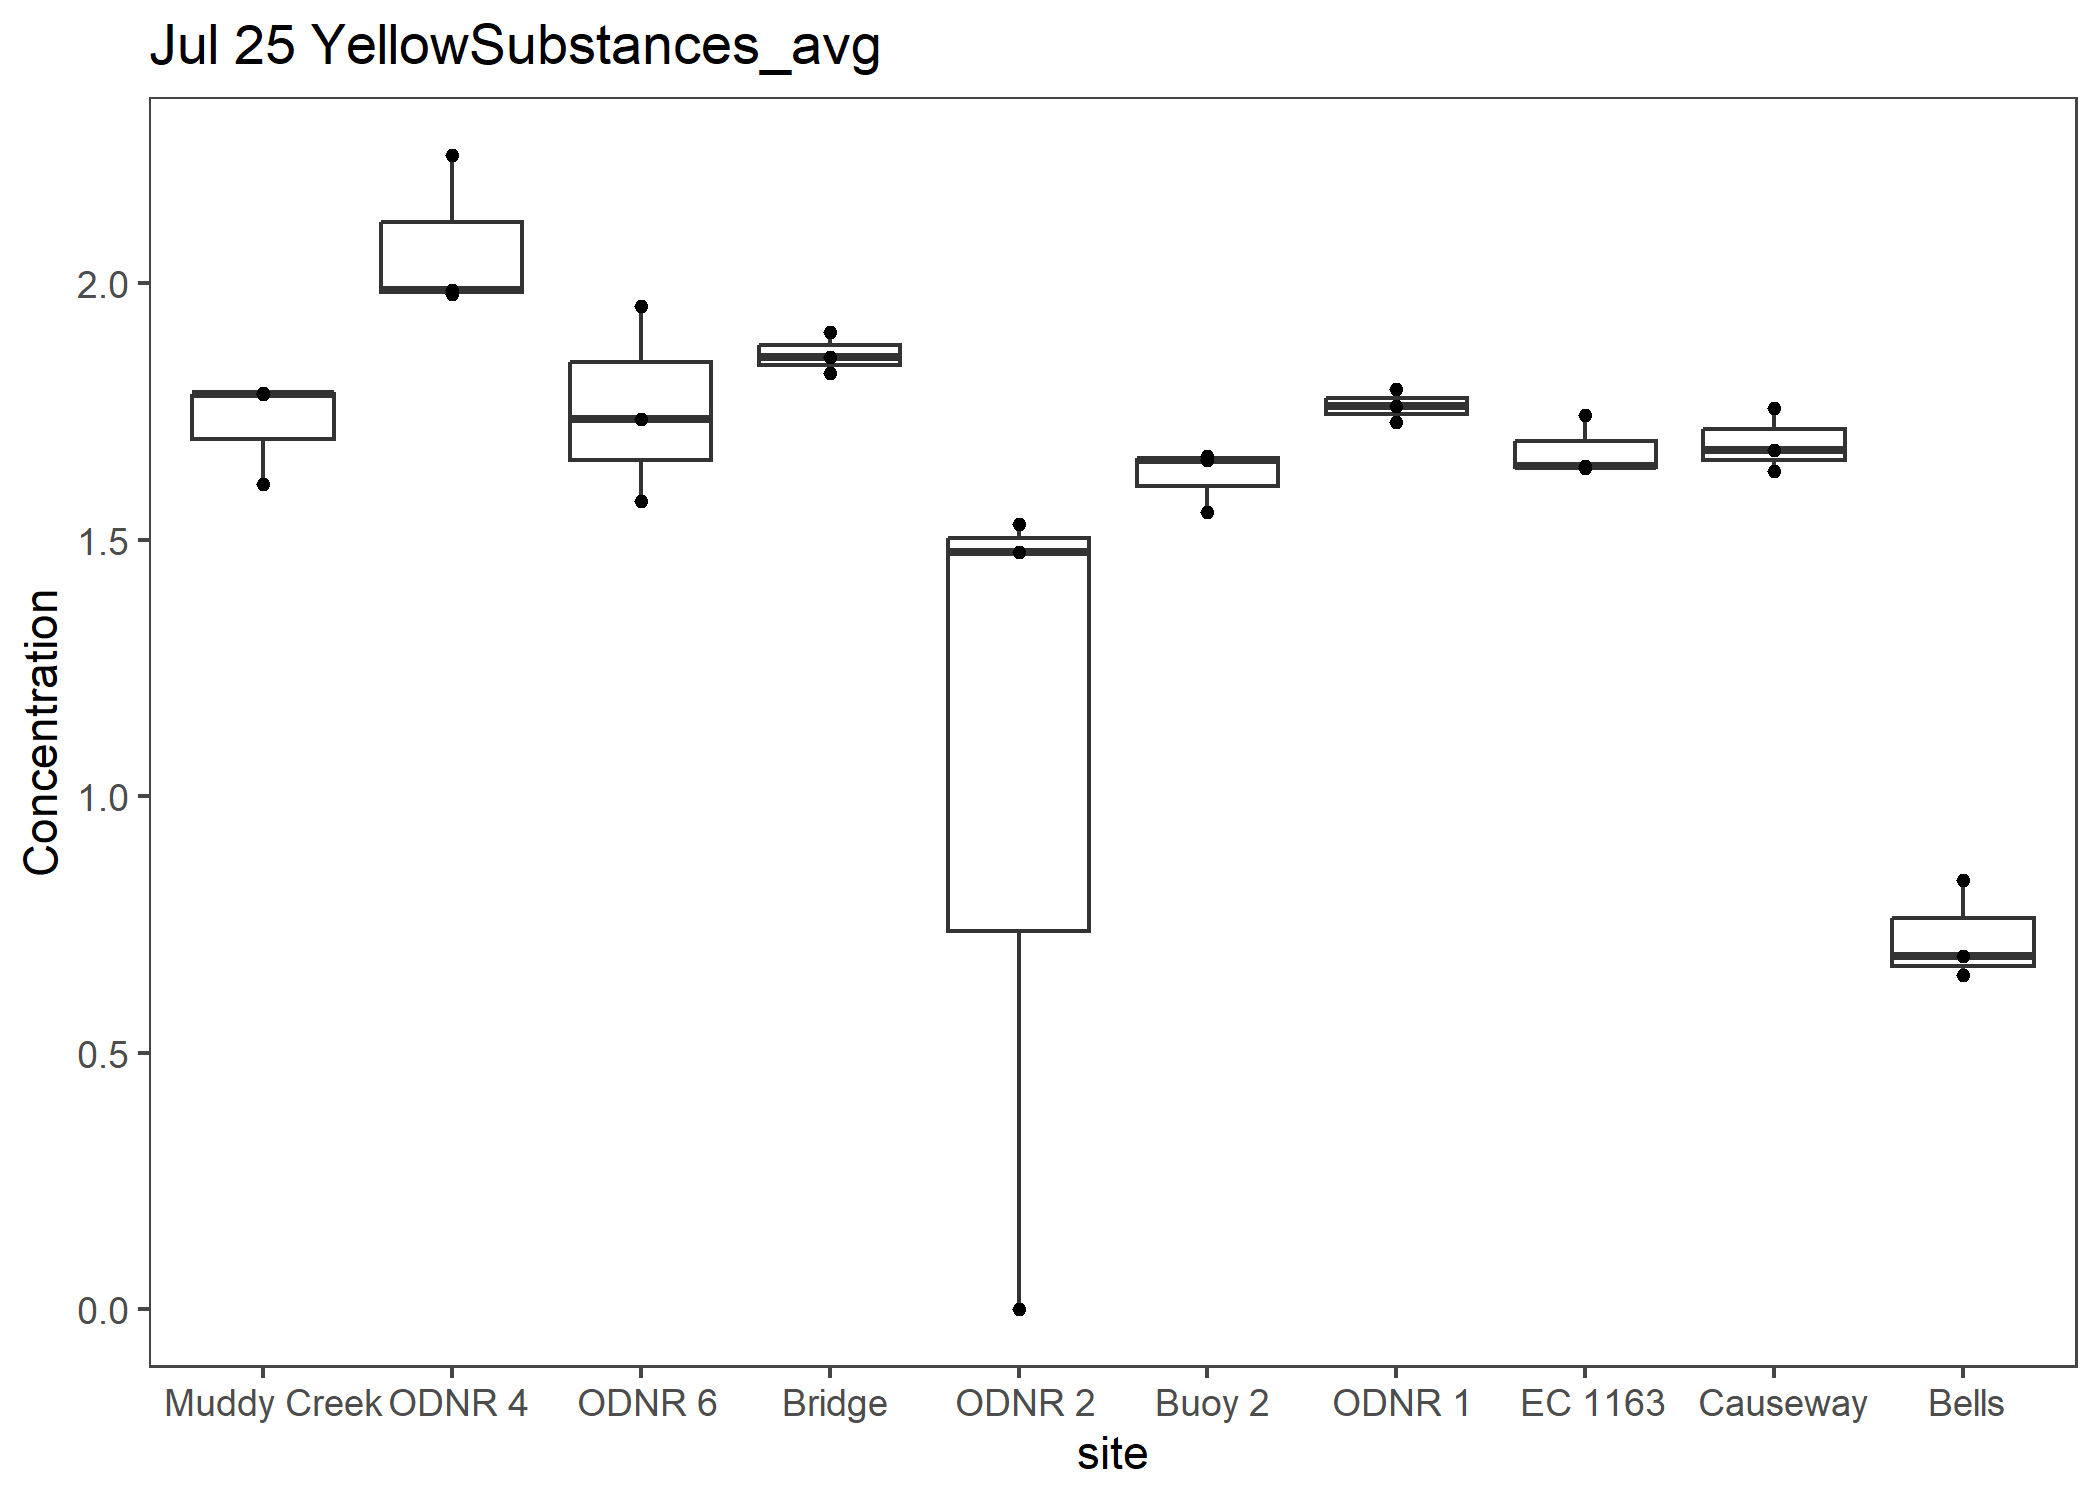 Jul 25 YellowSubstances_avg
Concentration
2.0
1.5
1.0
0.5
0.0
Muddy Creek ODNR 4 ODNR 6 Bridge ODNR 2 Buoy 2 ODNR 1 EC 1163 Causeway Bells
site